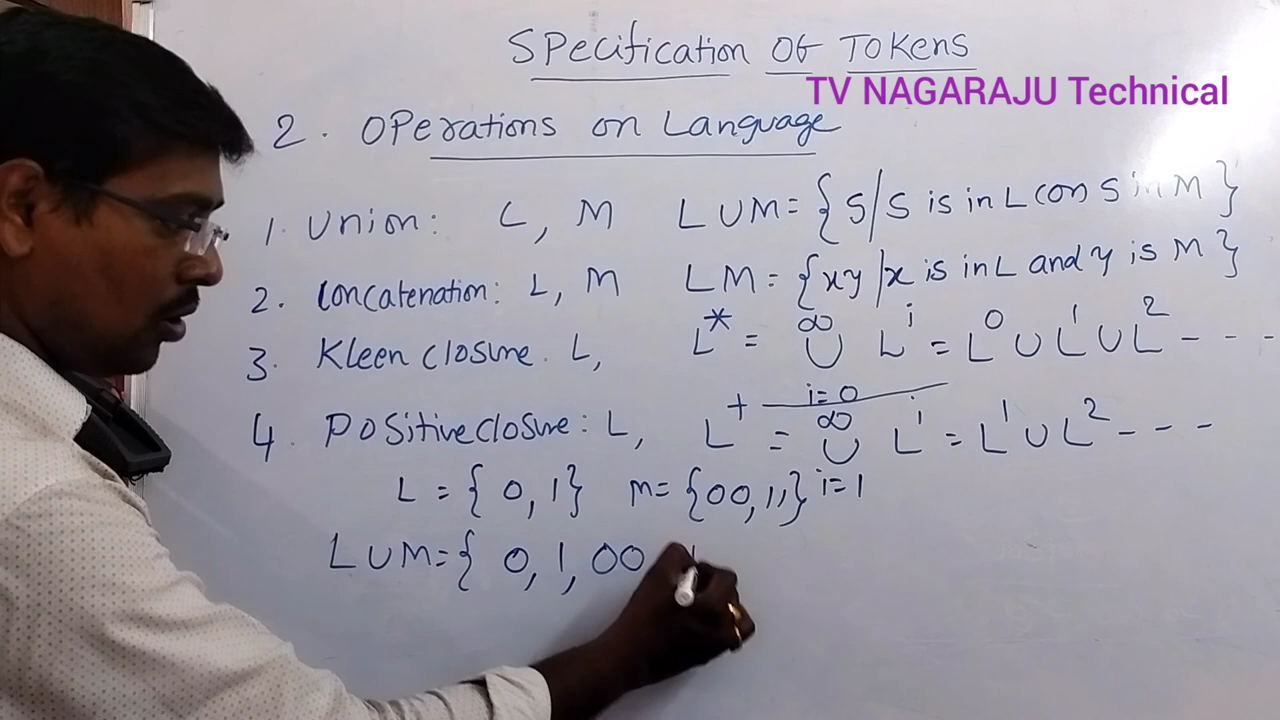 SPecification OF TOKENS
TV NAGARAJU Technical
2. OPerations on Language
1. Union: L, M L U M = { S/S is in L (or) S in M }
2. Concatenation: L, M LM = { xy / x is in L and y is M }
3. Kleen closure. L, L* = ∞ U i=0 L^i = L^0 U L^1 U L^2 - - -
4. Positive closure: L, L^+ = ∞ U i=1 L^i = L^1 U L^2 - - -
L = { 0, 1 } M = { 00, 11 }
L U M = { 0, 1, 00